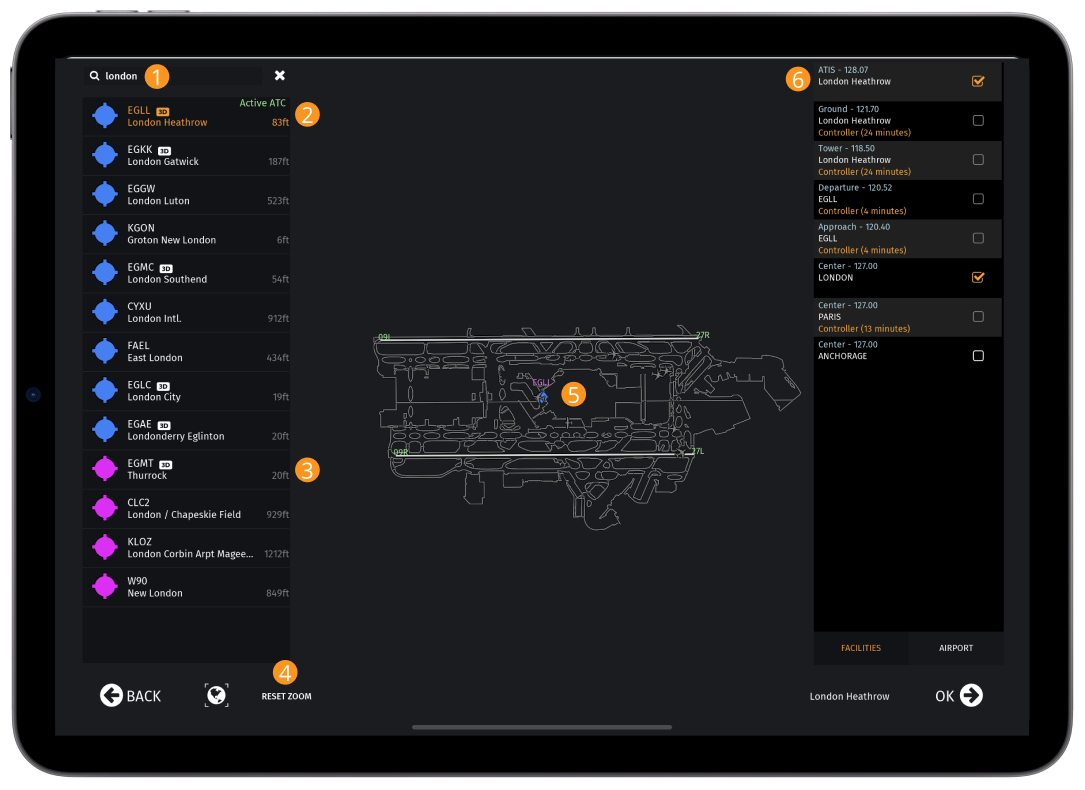 london
1
Active ATC
2
EGLL 3D
London Heathrow 83ft
EGKK 3D
London Gatwick 187ft
EGGW
London Luton 523ft
KGON
Groton New London 6ft
EGMC 3D
London Southend 54ft
CYXU
London Intl. 912ft
FAEL
East London 434ft
EGLC 3D
London City 19ft
EGAE 3D
Londonderry Eglinton 20ft
EGMT 3D
Thurrock 20ft
3
CLC2
London / Chapeskie Field 929ft
KLOZ
London Corbin Arpt Magee... 1212ft
W90
New London 849ft
4
BACK
RESET ZOOM
09L
27R
EGLL
5
09R
27L
6
ATIS - 128.07
London Heathrow
Ground - 121.70
London Heathrow
Controller (24 minutes)
Tower - 118.50
London Heathrow
Controller (24 minutes)
Departure - 120.52
EGLL
Controller (4 minutes)
Approach - 120.40
EGLL
Controller (4 minutes)
Center - 127.00
LONDON
Center - 127.00
PARIS
Controller (13 minutes)
Center - 127.00
ANCHORAGE
FACILITIES
AIRPORT
London Heathrow
OK